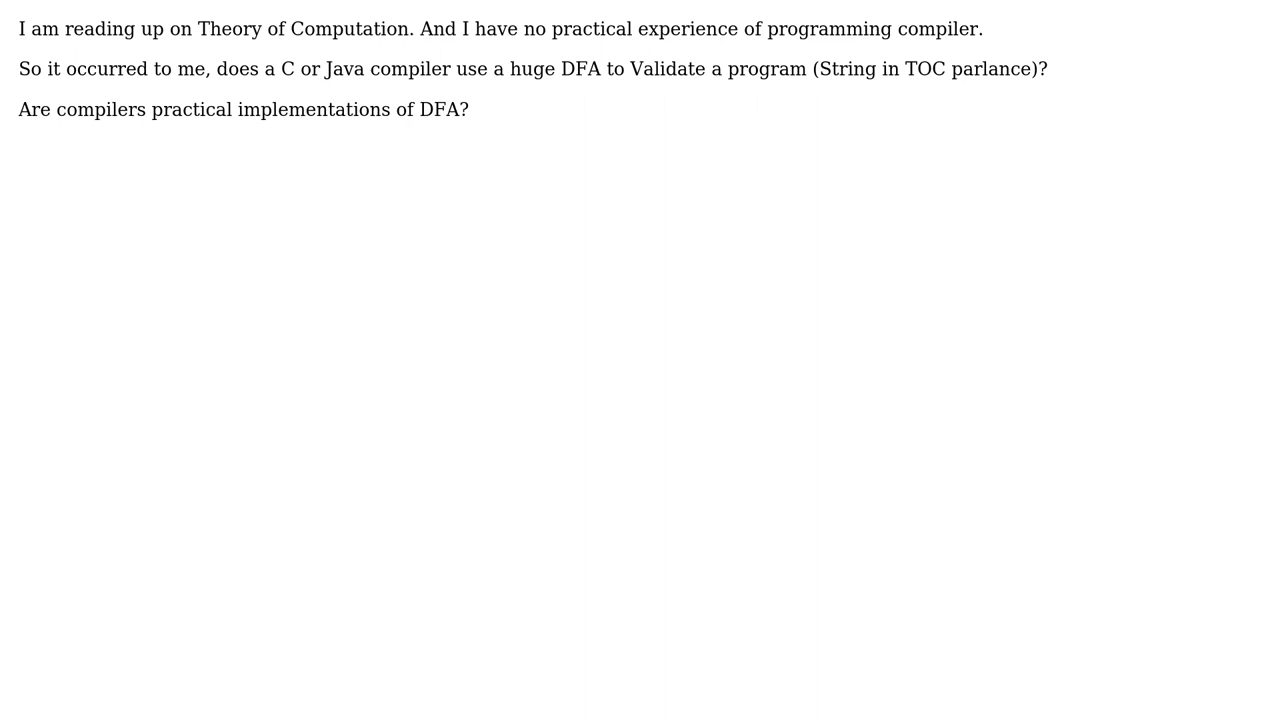 I am reading up on Theory of Computation. And I have no practical experience of programming compiler.
So it occurred to me, does a C or Java compiler use a huge DFA to Validate a program (String in TOC parlance)?
Are compilers practical implementations of DFA?